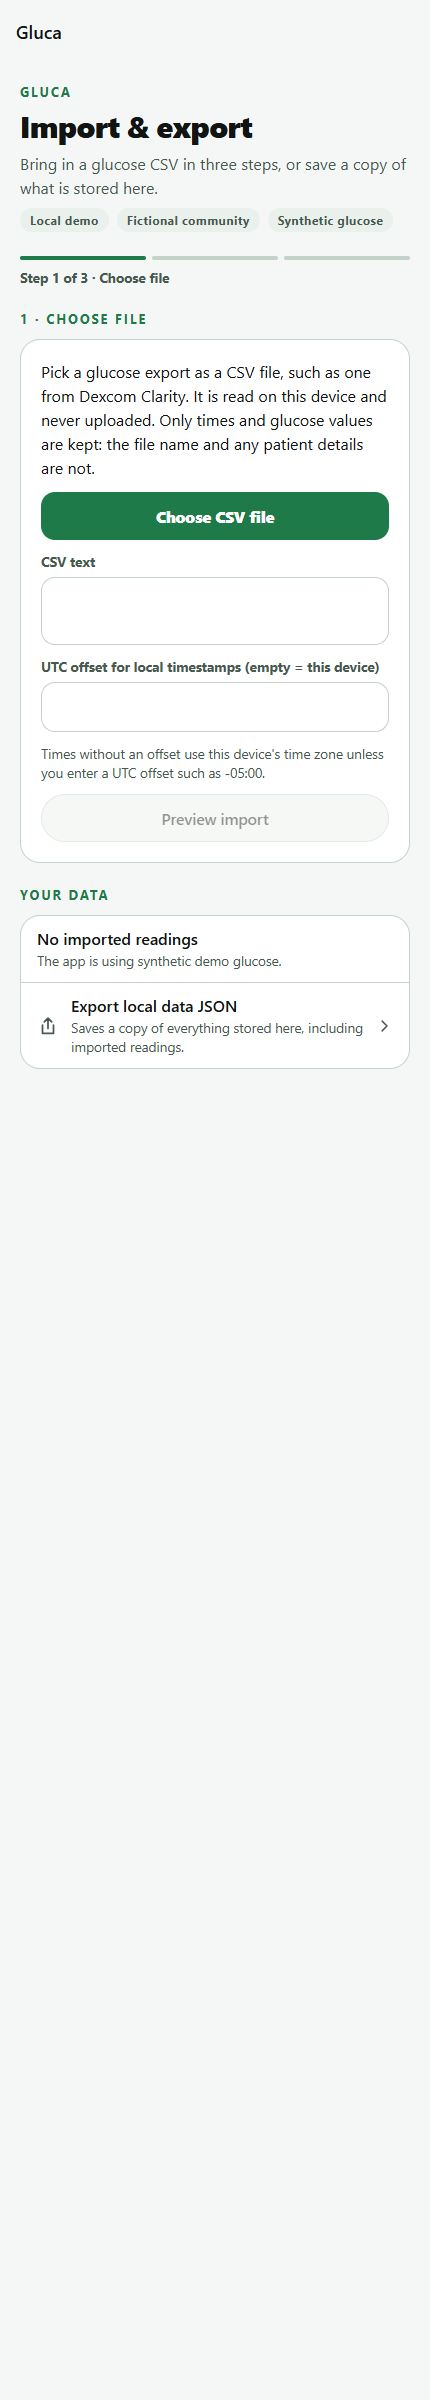 Gluca
GLUCA
Import & export
Bring in a glucose CSV in three steps, or save a copy of
what is stored here.
Local demo Fictional community Synthetic glucose
Step 1 of 3 · Choose file
1 · CHOOSE FILE
Pick a glucose export as a CSV file, such as one
from Dexcom Clarity. It is read on this device and
never uploaded. Only times and glucose values
are kept: the file name and any patient details
are not.
Choose CSV file
CSV text
UTC offset for local timestamps (empty = this device)
Times without an offset use this device's time zone unless
you enter a UTC offset such as -05:00.
Preview import
YOUR DATA
No imported readings
The app is using synthetic demo glucose.
Export local data JSON
Saves a copy of everything stored here, including
imported readings.